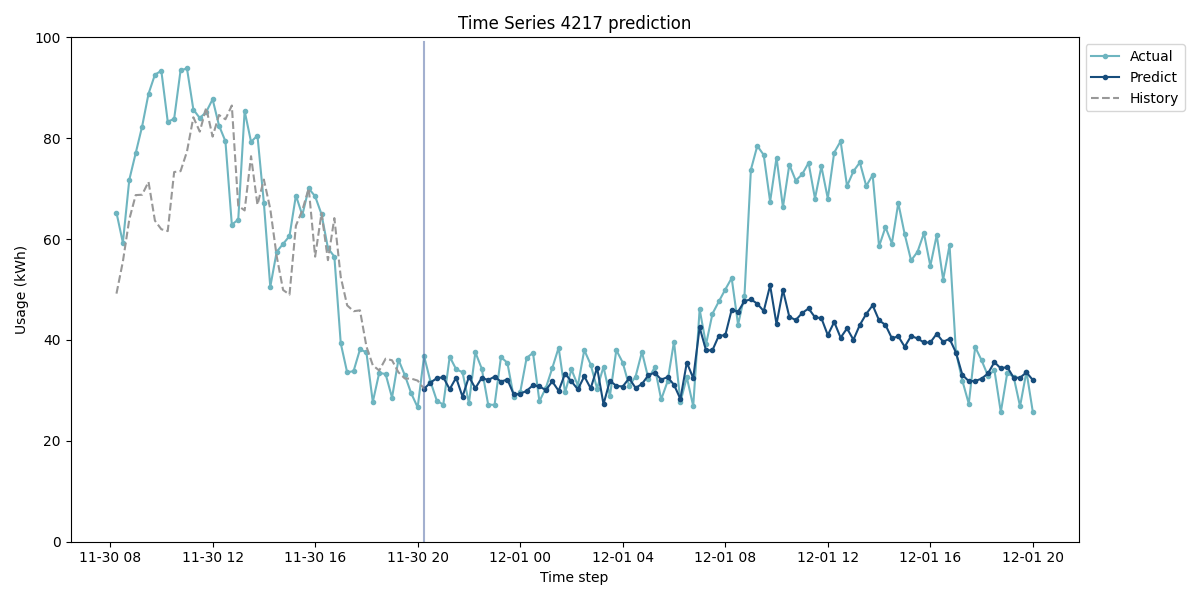 Time Series 4217 prediction
Actual
Predict
History
100
80
60
40
20
0
Usage (kWh)
11-30 08 11-30 12 11-30 16 11-30 20 12-01 00 12-01 04 12-01 08 12-01 12 12-01 16 12-01 20
Time step